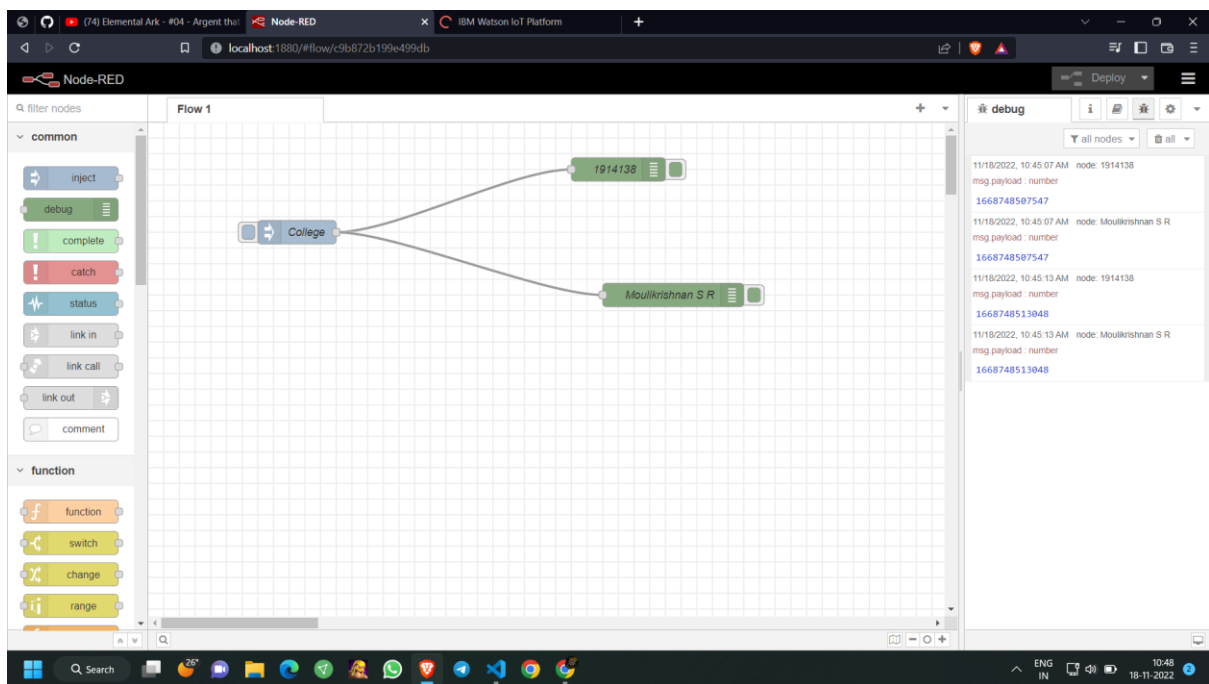 (74) Elemental Ark - #04 - Argent that
Node-RED
IBM Watson IoT Platform
localhost:1880/#flow/c9b872b199e499db
Node-RED
Deploy
filter nodes
Flow 1
debug
i
all nodes
all
common
inject
debug
complete
catch
status
link in
link call
link out
comment
function
function
switch
change
range
College
1914138
Moulikrishnan S R
11/18/2022, 10:45:07 AM node: 1914138
msg.payload : number
1668748507547
11/18/2022, 10:45:07 AM node: Moulikrishnan S R
msg.payload : number
1668748507547
11/18/2022, 10:45:13 AM node: 1914138
msg.payload : number
1668748513048
11/18/2022, 10:45:13 AM node: Moulikrishnan S R
msg.payload : number
1668748513048
Search
26°
ENG
IN
10:48
18-11-2022
2